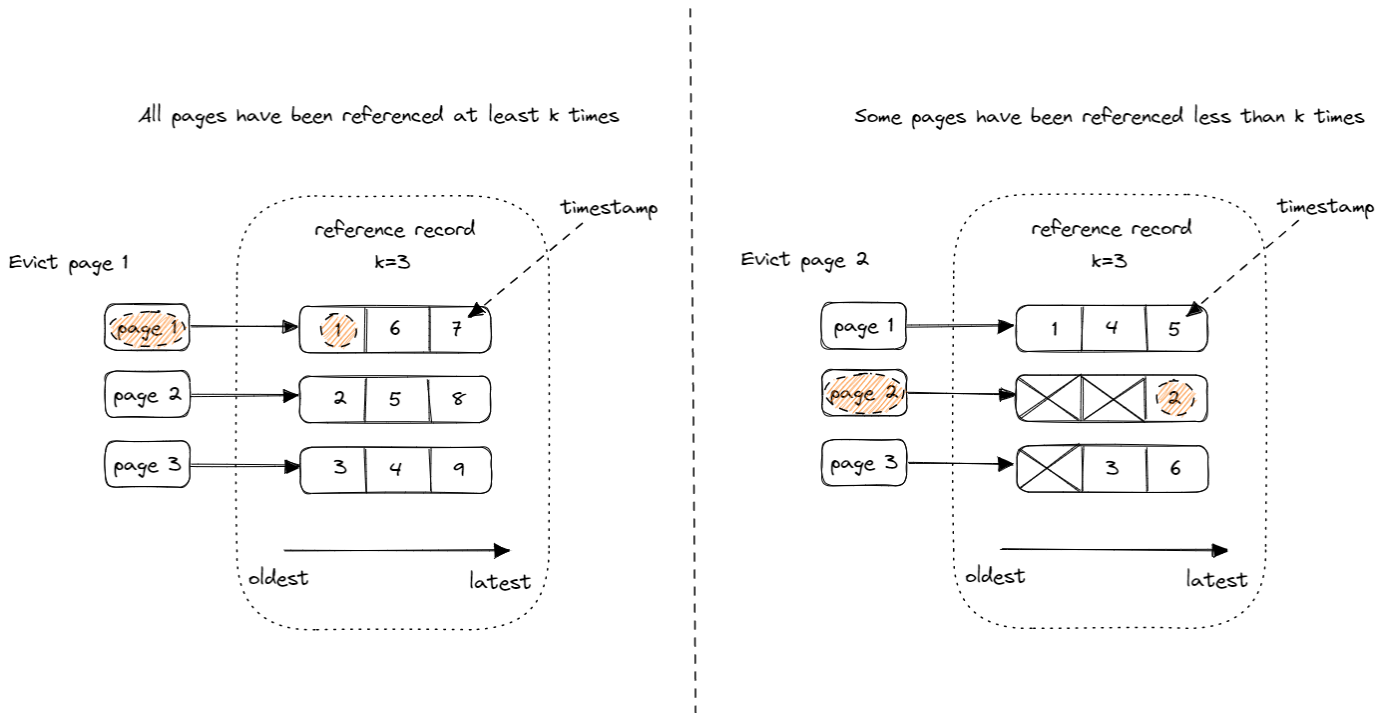 All pages have been referenced at least k times
timestamp
reference record
k=3
Evict page 1
page 1
1 6 7
page 2
2 5 8
page 3
3 4 9
oldest
latest
Some pages have been referenced less than k times
timestamp
reference record
k=3
Evict page 2
page 1
1 4 5
page 2
2
page 3
3 6
oldest
latest